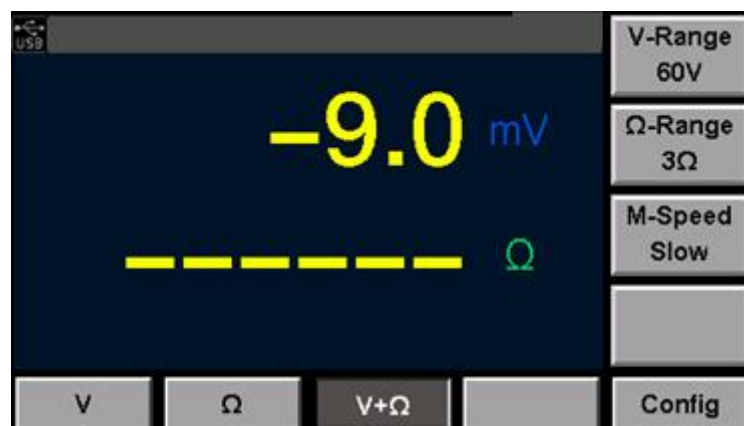 USB
V-Range
60V
-9.0 mV
Ω-Range
3Ω
------ Ω
M-Speed
Slow
V
Ω
V+Ω
Config